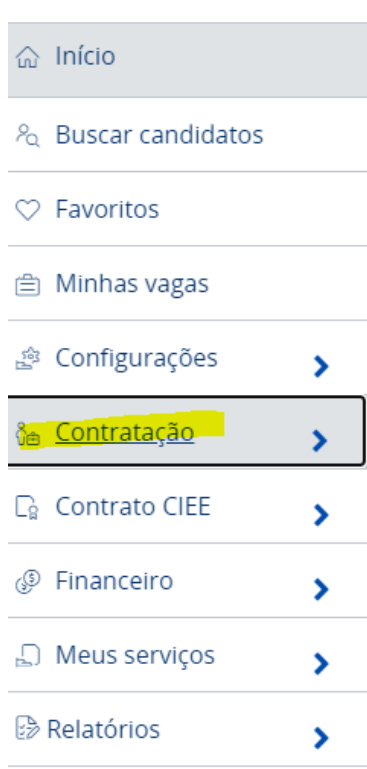 Início
Buscar candidatos
Favoritos
Minhas vagas
Configurações
Contratação
Contrato CIEE
Financeiro
Meus serviços
Relatórios